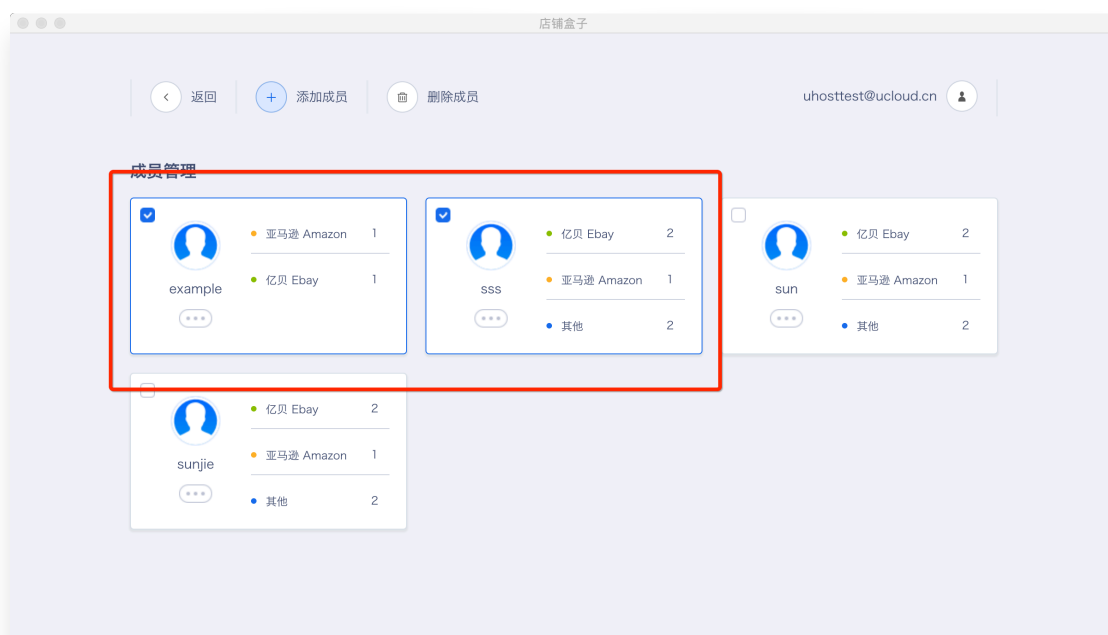 店铺盒子
返回 添加成员 删除成员 uhosttest@ucloud.cn
成员管理
example
亚马逊 Amazon 1
亿贝 Ebay 1
sss
亿贝 Ebay 2
亚马逊 Amazon 1
其他 2
sun
亿贝 Ebay 2
亚马逊 Amazon 1
其他 2
sunjie
亿贝 Ebay 2
亚马逊 Amazon 1
其他 2